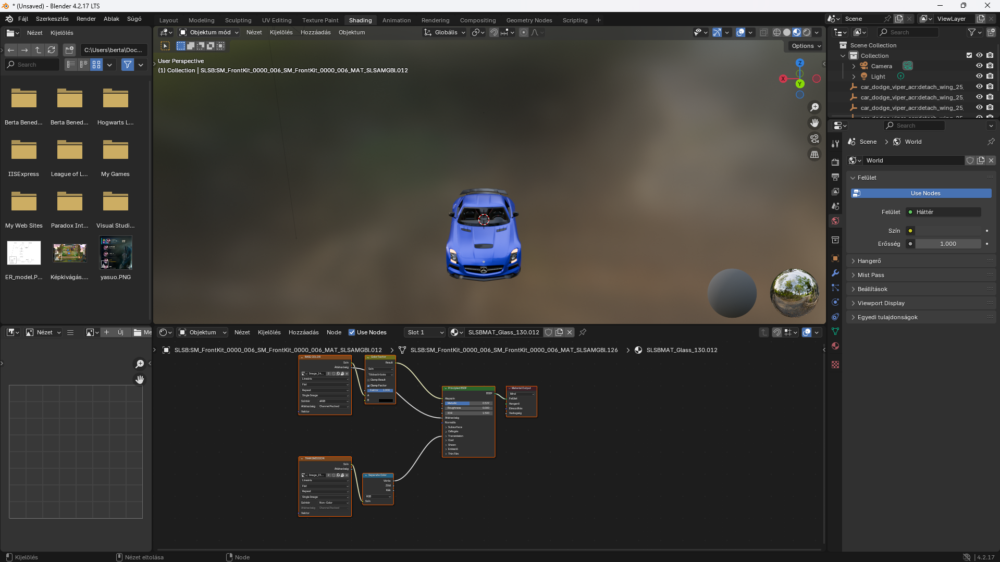 * (Unsaved) - Blender 4.2.17 LTS
Fájl Szerkesztés Render Ablak Súgó
Layout Modeling Sculpting UV Editing Texture Paint Shading Animation Rendering Compositing Geometry Nodes Scripting
Scene ViewLayer
Nézet Kijelölés
C:\Users\berta\Doc...
Search
Berta Bened... Berta Bened... Hogwarts L...
IISExpress League of L... My Games
My Web Sites Paradox Int... Visual Studi...
ER_model.P... Képkivágás.... yasuo.PNG
Objektum mód Nézet Kijelölés Hozzáadás Objektum Globális
Options
User Perspective
(1) Collection | SLSB:SM_FrontKit_0000_006_SM_FrontKit_0000_006_MAT_SLSAMGBL012
Z
X
Y
22
Search
Scene Collection
Collection
Camera
Light
car_dodge_viper_acr:detach_wing_25.
car_dodge_viper_acr:detach_wing_25.
car_dodge_viper_acr:detach_wing_25.
Search
Scene World
World
Felület
Use Nodes
Felület Háttér
Szín
Erősség 1.000
Hangerő
Mist Pass
Beállítások
Viewport Display
Egyedi tulajdonságok
Nézet Új Me
Objektum Nézet Kijelölés Hozzáadás Node Use Nodes Slot 1 SLSBMAT_Glass_130.012
SLSB:SM_FrontKit_0000_006_SM_FrontKit_0000_006_MAT_SLSAMGBL012 SLSB:SM_FrontKit_0000_006_SM_FrontKit_0000_006_MAT_SLSAMGBL.126 SLSBMAT_Glass_130.012
BASE COLOR
Szín
Átlátszóság
Image_14... 2
Lineáris
Flat
Repeat
Single Image
Színtér sRGB
Átlátszóság Channel Packed
Vektor
Color Factor
Result
Szín
Többszörözés
Clamp Result
Clamp Factor
Faktor 1.000
A
B
Principled BSDF
BSDF
Alapszín
Metallic 0.529
Roughness 0.000
IOR 1.500
Átlátszóság
Normális
Subsurface
Csillogás
Transmission
Coat
Sheen
Emisszió
Thin Film
Material Output
Mind
Felület
Hangerő
Elmozdítás
Vastagság
TRANSMISSION
Szín
Átlátszóság
Image_15... 2
Lineáris
Flat
Repeat
Single Image
Színtér Non-Color
Átlátszóság Channel Packed
Vektor
Separate Color
Vörös
Zöld
Kék
RGB
Szín
Kijelölés Nézet eltolása Node 4.2.17